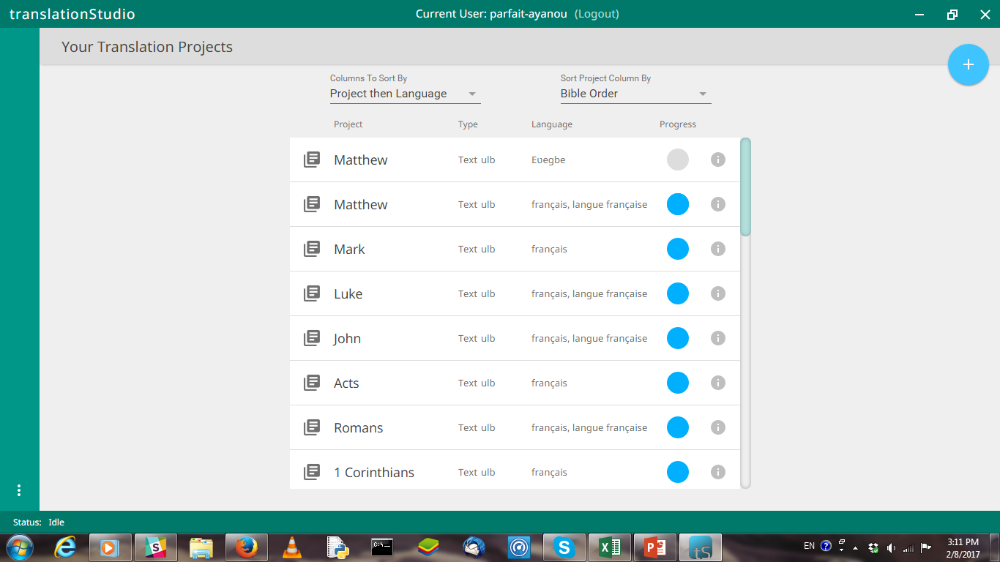 translationStudio
Current User: parfait-ayanou (Logout)
Your Translation Projects
+
Columns To Sort By
Project then Language
Sort Project Column By
Bible Order
Project Type Language Progress
Matthew Text ulb Eʋegbe
Matthew Text ulb français, langue française
Mark Text ulb français
Luke Text ulb français, langue française
John Text ulb français, langue française
Acts Text ulb français
Romans Text ulb français, langue française
1 Corinthians Text ulb français
Status: Idle
EN
3:11 PM
2/8/2017